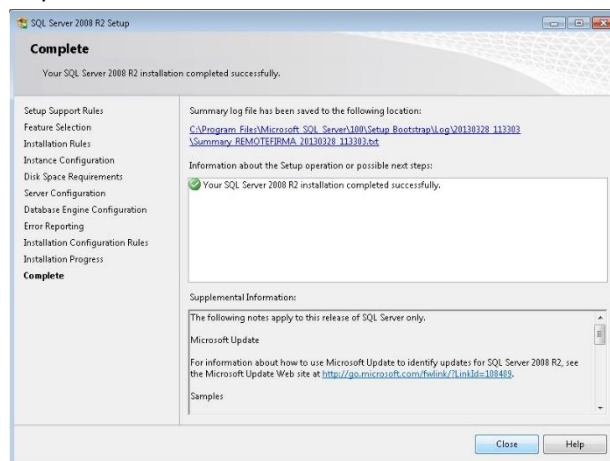 SQL Server 2008 R2 Setup
Complete
Your SQL Server 2008 R2 installation completed successfully.
Setup Support Rules
Feature Selection
Installation Rules
Instance Configuration
Disk Space Requirements
Server Configuration
Database Engine Configuration
Error Reporting
Installation Configuration Rules
Installation Progress
Complete
Summary log file has been saved to the following location:
C:\Program Files\Microsoft SQL Server\100\Setup Bootstrap\Log\20130328_113303
\Summary_REMOTEFIRMA_20130328_113303.txt
Information about the Setup operation or possible next steps:
Your SQL Server 2008 R2 installation completed successfully.
Supplemental Information:
The following notes apply to this release of SQL Server only.
Microsoft Update
For information about how to use Microsoft Update to identify updates for SQL Server 2008 R2, see
the Microsoft Update Web site at http://go.microsoft.com/fwlink/?LinkId=108409.
Samples
Close
Help